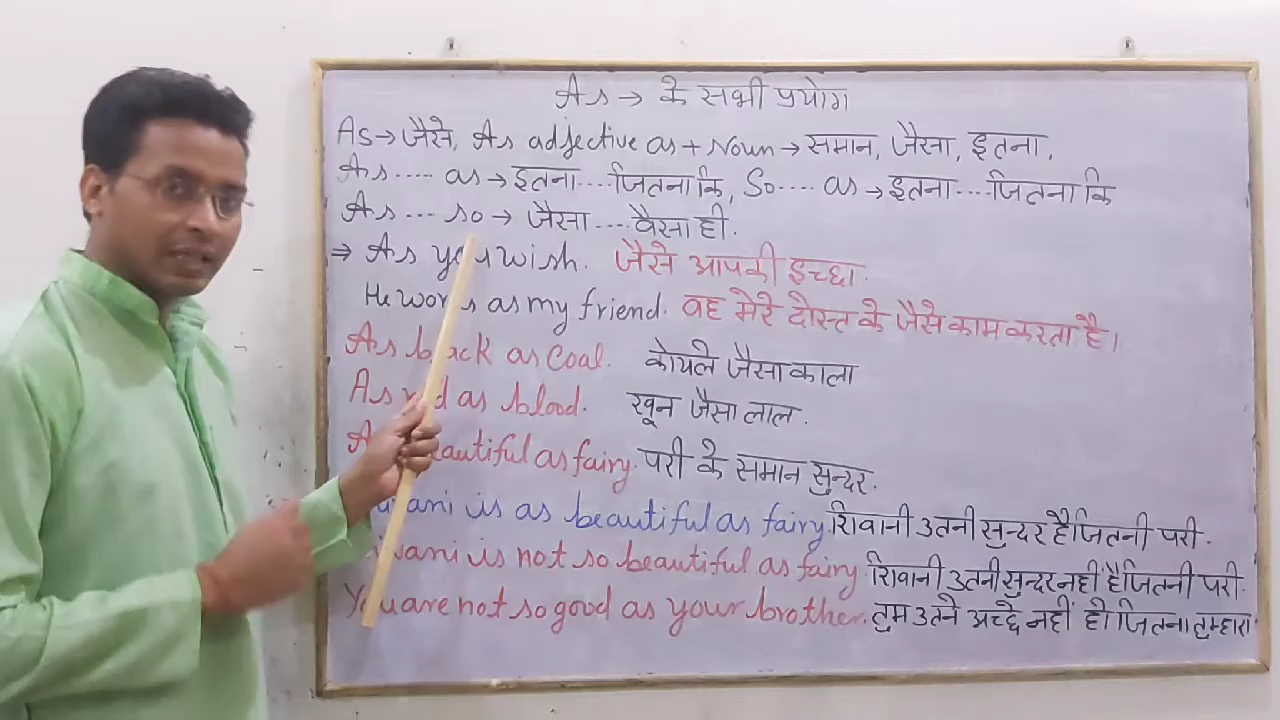 As → के सभी प्रयोग
As → जैसे, As adjective as + Noun → समान, जैसा, इतना,
As ..... as → इतना .... जितना कि, So .... as → इतना .... जितना कि
As ... so → जैसा .... वैसा ही.
⇒ As you wish. जैसे आपकी इच्छा.
He works as my friend. वह मेरे दोस्त के जैसे काम करता है।
As black as coal. कोयले जैसा काला
As red as blood. खून जैसा लाल.
As beautiful as fairy. परी के समान सुन्दर.
is as beautiful as fairy. शिवानी उतनी सुन्दर है जितनी परी.
is not so beautiful as fairy. शिवानी उतनी सुन्दर नहीं है जितनी परी.
You are not so good as your brother. तुम उतने अच्छे नहीं हो जितना तुम्हारा